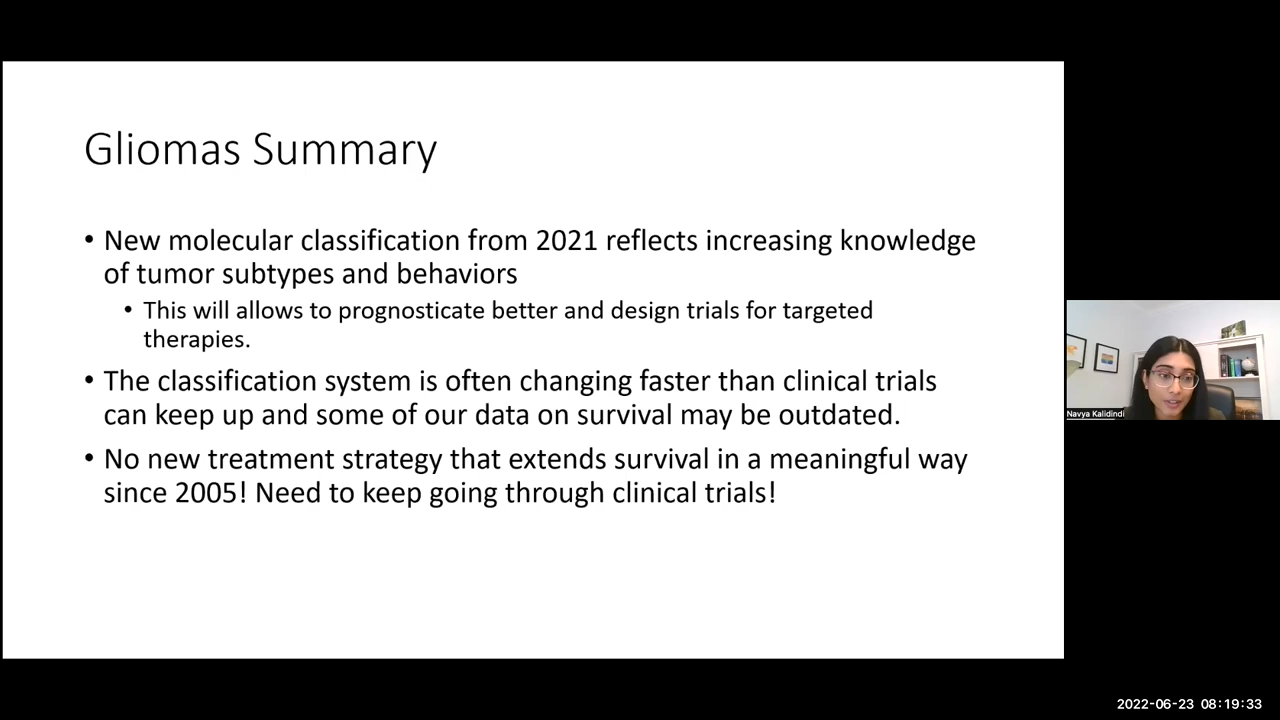 Gliomas Summary
• New molecular classification from 2021 reflects increasing knowledge
of tumor subtypes and behaviors
• This will allows to prognosticate better and design trials for targeted
therapies.
• The classification system is often changing faster than clinical trials
can keep up and some of our data on survival may be outdated.
• No new treatment strategy that extends survival in a meaningful way
since 2005! Need to keep going through clinical trials!
Navya Kalidindi
2022-06-23 08:19:33